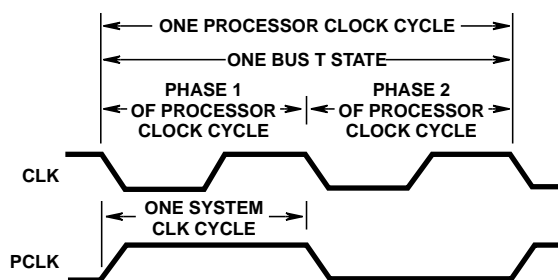 ONE PROCESSOR CLOCK CYCLE
ONE BUS T STATE
PHASE 1
OF PROCESSOR
CLOCK CYCLE
PHASE 2
OF PROCESSOR
CLOCK CYCLE
CLK
ONE SYSTEM
CLK CYCLE
PCLK